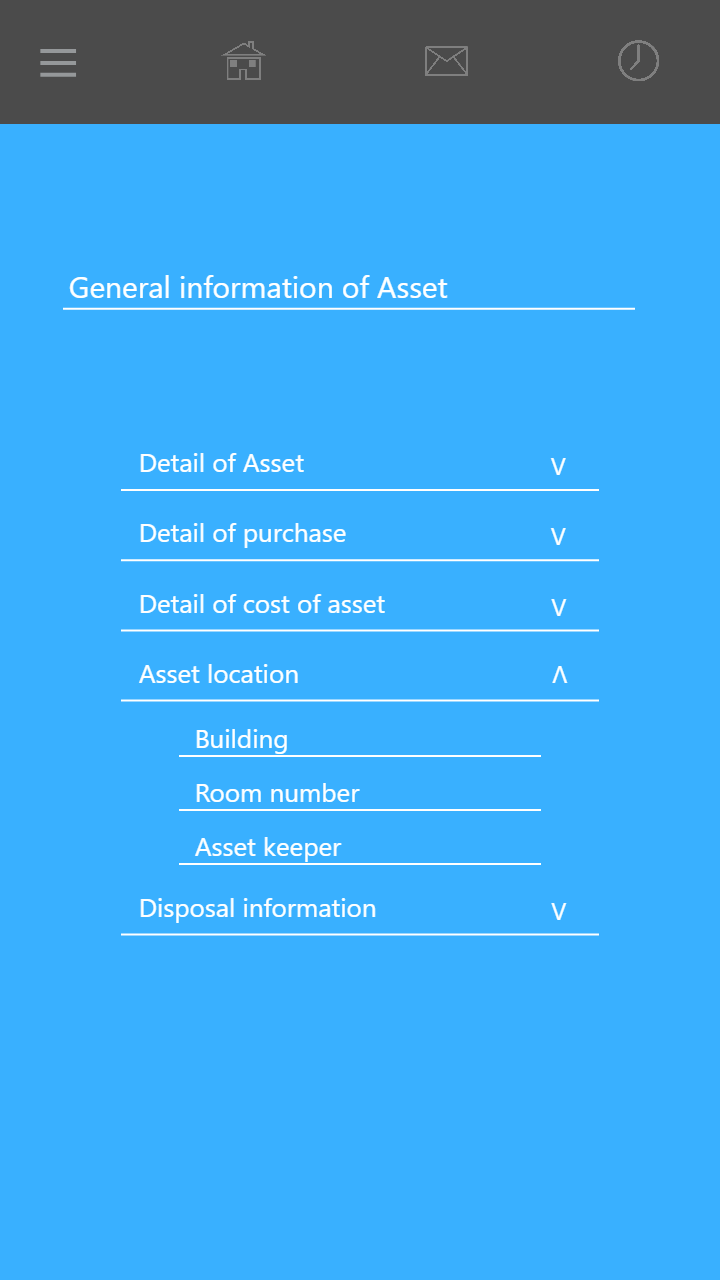 General information of Asset
Detail of Asset V
Detail of purchase V
Detail of cost of asset V
Asset location Λ
Building
Room number
Asset keeper
Disposal information V